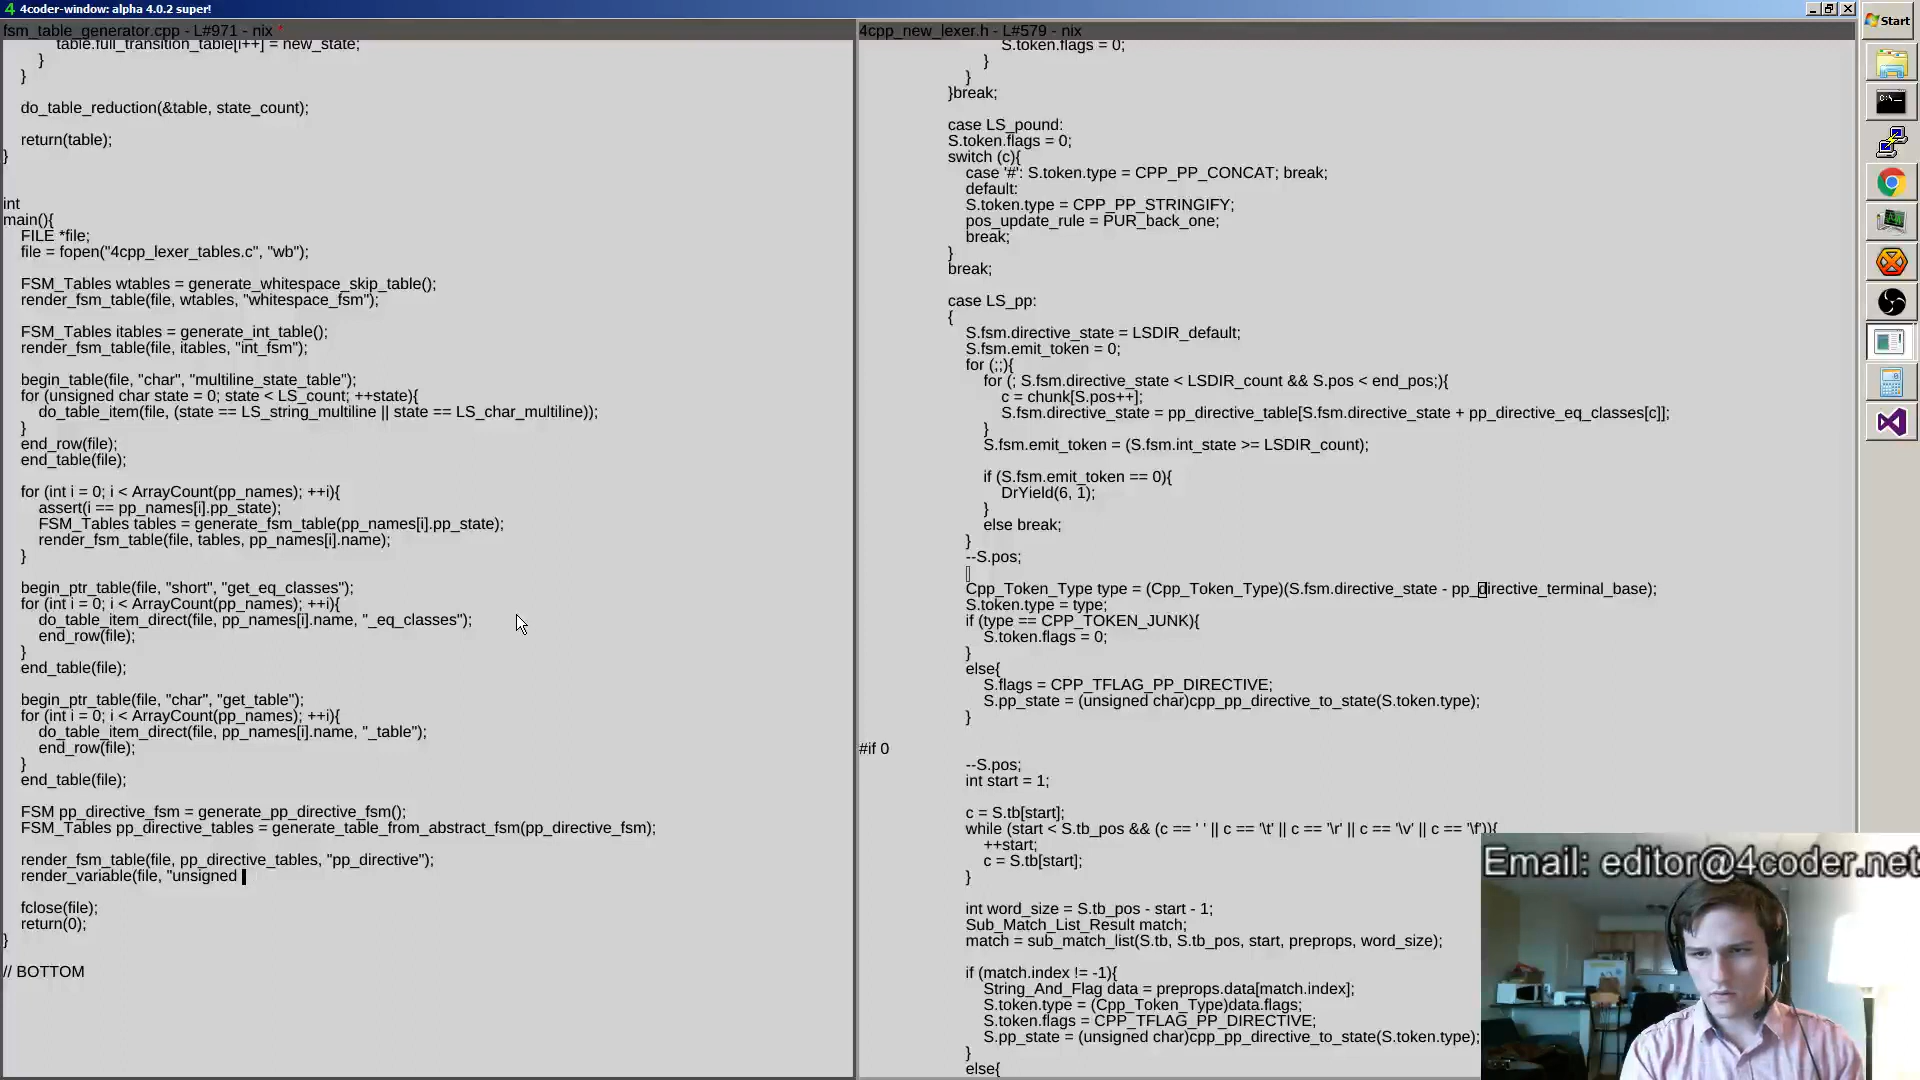 4coder-window: alpha 4.0.2 super!
fsm_table_generator.cpp - L#971 - nix *
table.full_transition_table[i++] = new_state;
}
}
do_table_reduction(&table, state_count);
return(table);
}
int
main(){
FILE *file;
file = fopen("4cpp_lexer_tables.c", "wb");
FSM_Tables wtables = generate_whitespace_skip_table();
render_fsm_table(file, wtables, "whitespace_fsm");
FSM_Tables itables = generate_int_table();
render_fsm_table(file, itables, "int_fsm");
begin_table(file, "char", "multiline_state_table");
for (unsigned char state = 0; state < LS_count; ++state){
do_table_item(file, (state == LS_string_multiline || state == LS_char_multiline));
}
end_row(file);
end_table(file);
for (int i = 0; i < ArrayCount(pp_names); ++i){
assert(i == pp_names[i].pp_state);
FSM_Tables tables = generate_fsm_table(pp_names[i].pp_state);
render_fsm_table(file, tables, pp_names[i].name);
}
begin_ptr_table(file, "short", "get_eq_classes");
for (int i = 0; i < ArrayCount(pp_names); ++i){
do_table_item_direct(file, pp_names[i].name, "_eq_classes");
end_row(file);
}
end_table(file);
begin_ptr_table(file, "char", "get_table");
for (int i = 0; i < ArrayCount(pp_names); ++i){
do_table_item_direct(file, pp_names[i].name, "_table");
end_row(file);
}
end_table(file);
FSM pp_directive_fsm = generate_pp_directive_fsm();
FSM_Tables pp_directive_tables = generate_table_from_abstract_fsm(pp_directive_fsm);
render_fsm_table(file, pp_directive_tables, "pp_directive");
render_variable(file, "unsigned
fclose(file);
return(0);
}
// BOTTOM
4cpp_new_lexer.h - L#579 - nix
S.token.flags = 0;
}
}
}break;
case LS_pound:
S.token.flags = 0;
switch (c){
case '#': S.token.type = CPP_PP_CONCAT; break;
default:
S.token.type = CPP_PP_STRINGIFY;
pos_update_rule = PUR_back_one;
break;
}
break;
case LS_pp:
{
S.fsm.directive_state = LSDIR_default;
S.fsm.emit_token = 0;
for (;;){
for (; S.fsm.directive_state < LSDIR_count && S.pos < end_pos;){
c = chunk[S.pos++];
S.fsm.directive_state = pp_directive_table[S.fsm.directive_state + pp_directive_eq_classes[c]];
}
S.fsm.emit_token = (S.fsm.int_state >= LSDIR_count);
if (S.fsm.emit_token == 0){
DrYield(6, 1);
}
else break;
}
--S.pos;
Cpp_Token_Type type = (Cpp_Token_Type)(S.fsm.directive_state - pp_directive_terminal_base);
S.token.type = type;
if (type == CPP_TOKEN_JUNK){
S.token.flags = 0;
}
else{
S.flags = CPP_TFLAG_PP_DIRECTIVE;
S.pp_state = (unsigned char)cpp_pp_directive_to_state(S.token.type);
}
#if 0
--S.pos;
int start = 1;
c = S.tb[start];
while (start < S.tb_pos && (c == ' ' || c == '\t' || c == '\r' || c == '\v' || c == '\f')){
++start;
c = S.tb[start];
}
int word_size = S.tb_pos - start - 1;
Sub_Match_List_Result match;
match = sub_match_list(S.tb, S.tb_pos, start, preprops, word_size);
if (match.index != -1){
String_And_Flag data = preprops.data[match.index];
S.token.type = (Cpp_Token_Type)data.flags;
S.token.flags = CPP_TFLAG_PP_DIRECTIVE;
S.pp_state = (unsigned char)cpp_pp_directive_to_state(S.token.type);
}
else{
Start
Email: editor@4coder.net